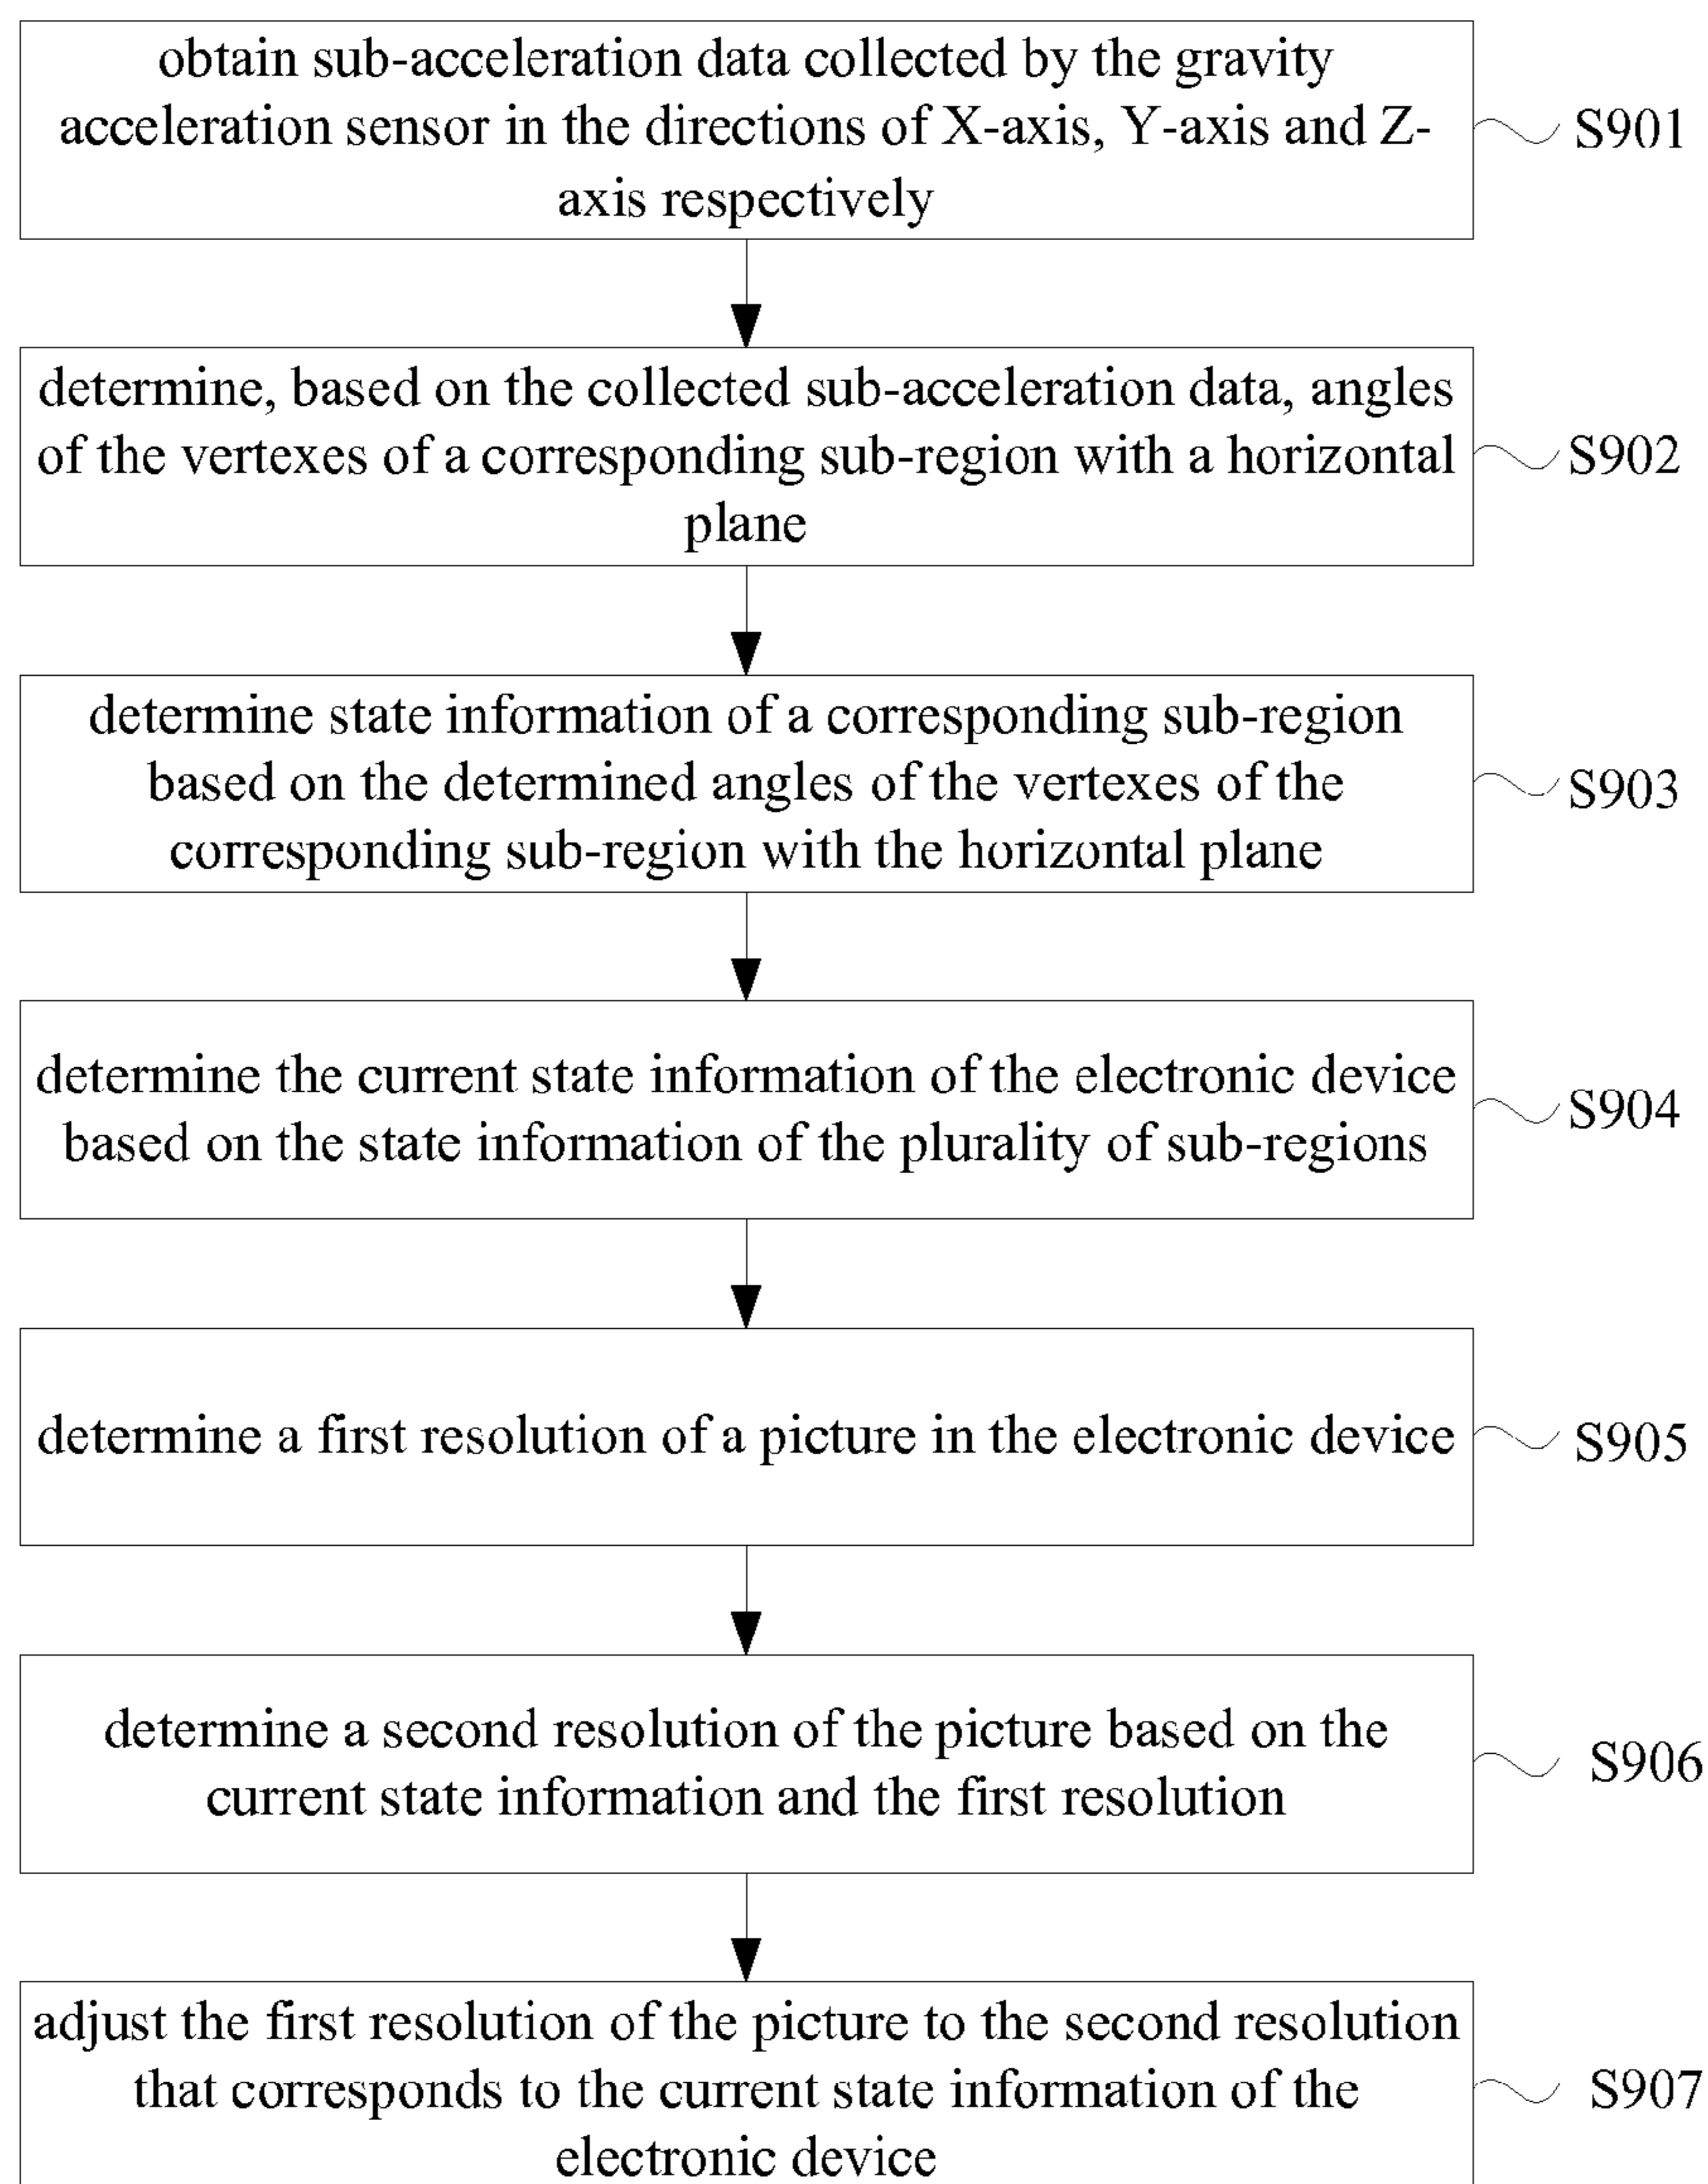 obtain sub-acceleration data collected by the gravity
acceleration sensor in the directions of X-axis, Y-axis and Z-
axis respectively
S901
determine, based on the collected sub-acceleration data, angles
of the vertexes of a corresponding sub-region with a horizontal
plane
S902
determine state information of a corresponding sub-region
based on the determined angles of the vertexes of the
corresponding sub-region with the horizontal plane
S903
determine the current state information of the electronic device
based on the state information of the plurality of sub-regions
S904
determine a first resolution of a picture in the electronic device
S905
determine a second resolution of the picture based on the
current state information and the first resolution
S906
adjust the first resolution of the picture to the second resolution
that corresponds to the current state information of the
electronic device
S907